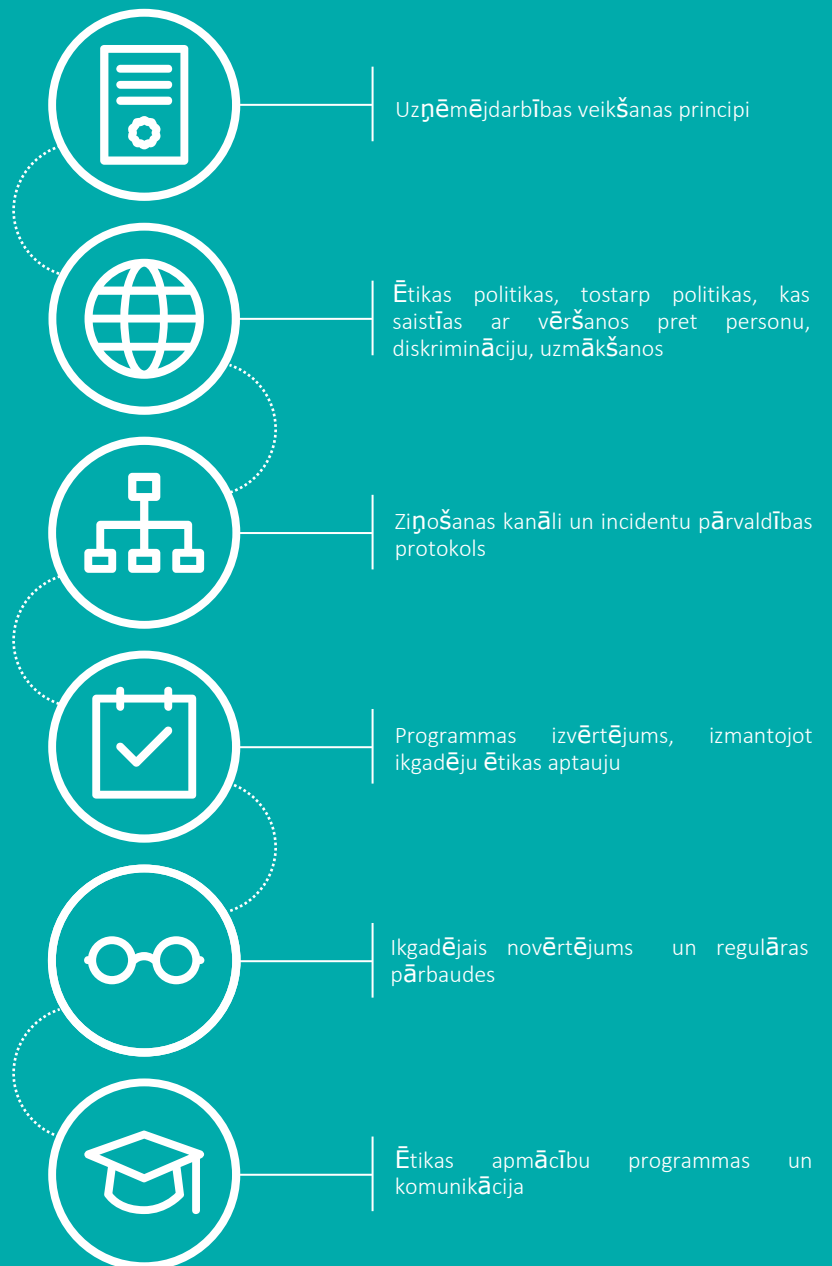 Uzņēmējdarbības veikšanas principi
Ētikas politikas, tostarp politikas, kas
saistīas ar vēršanos pret personu,
diskrimināciju, uzmākšanos
Ziņošanas kanāli un incidentu pārvaldības
protokols
Programmas izvērtējums, izmantojot
ikgadēju ētikas aptauju
Ikgadējais novērtējums un regulāras
pārbaudes
Ētikas apmācību programmas un
komunikācija